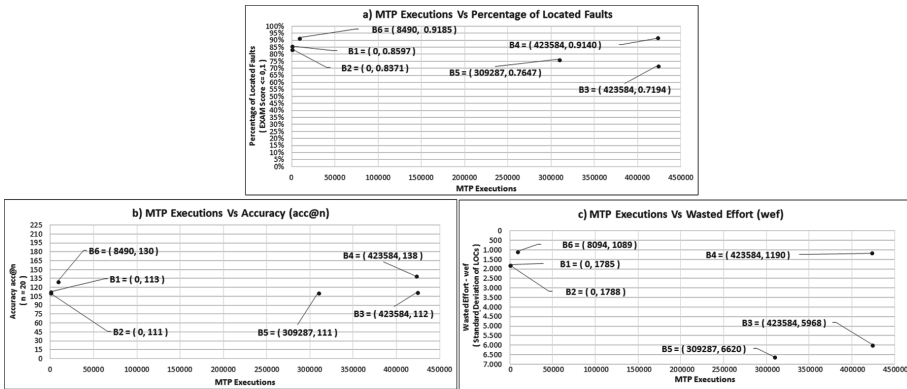 a) MTP Executions Vs Percentage of Located Faults
Percentage of Located Faults
( EXAM Score <= 0,1 )
100%
95%
90%
85%
80%
75%
70%
65%
60%
55%
50%
45%
40%
35%
30%
25%
20%
15%
10%
5%
0%
B6 = (8490, 0.9185)
B1 = (0, 0.8597)
B2 = (0, 0.8371)
B4 = (423584, 0.9140)
B5 = (309287, 0.7647)
B3 = ( 423584, 0.7194)
0 50000 100000 150000 200000 250000 300000 350000 400000 450000
MTP Executions
b) MTP Executions Vs Accuracy (acc@n)
Accuracy acc@n
( n = 20 )
225
210
195
180
165
150
135
120
105
90
75
60
45
30
15
0
B6 = ( 8490, 130)
B1 = ( 0, 113)
B2 = ( 0, 111)
B4 = (423584, 138)
B3 = (423584, 112)
B5 = (309287, 111)
0 50000 100000 150000 200000 250000 300000 350000 400000 450000
MTP Executions
c) MTP Executions Vs Wasted Effort (wef)
Wasted Effort - wef
( Standard Deviation of LOCs)
0
500
1.000
1.500
2.000
2.500
3.000
3.500
4.000
4.500
5.000
5.500
6.000
6.500
7.000
B6 = ( 8094, 1089)
B1 = (0, 1785)
B2 = ( 0, 1788)
B4 = (423584, 1190)
B3 = ( 423584, 5968)
B5 = (309287, 6620)
0 50000 100000 150000 200000 250000 300000 350000 400000 450000
MTP Executions